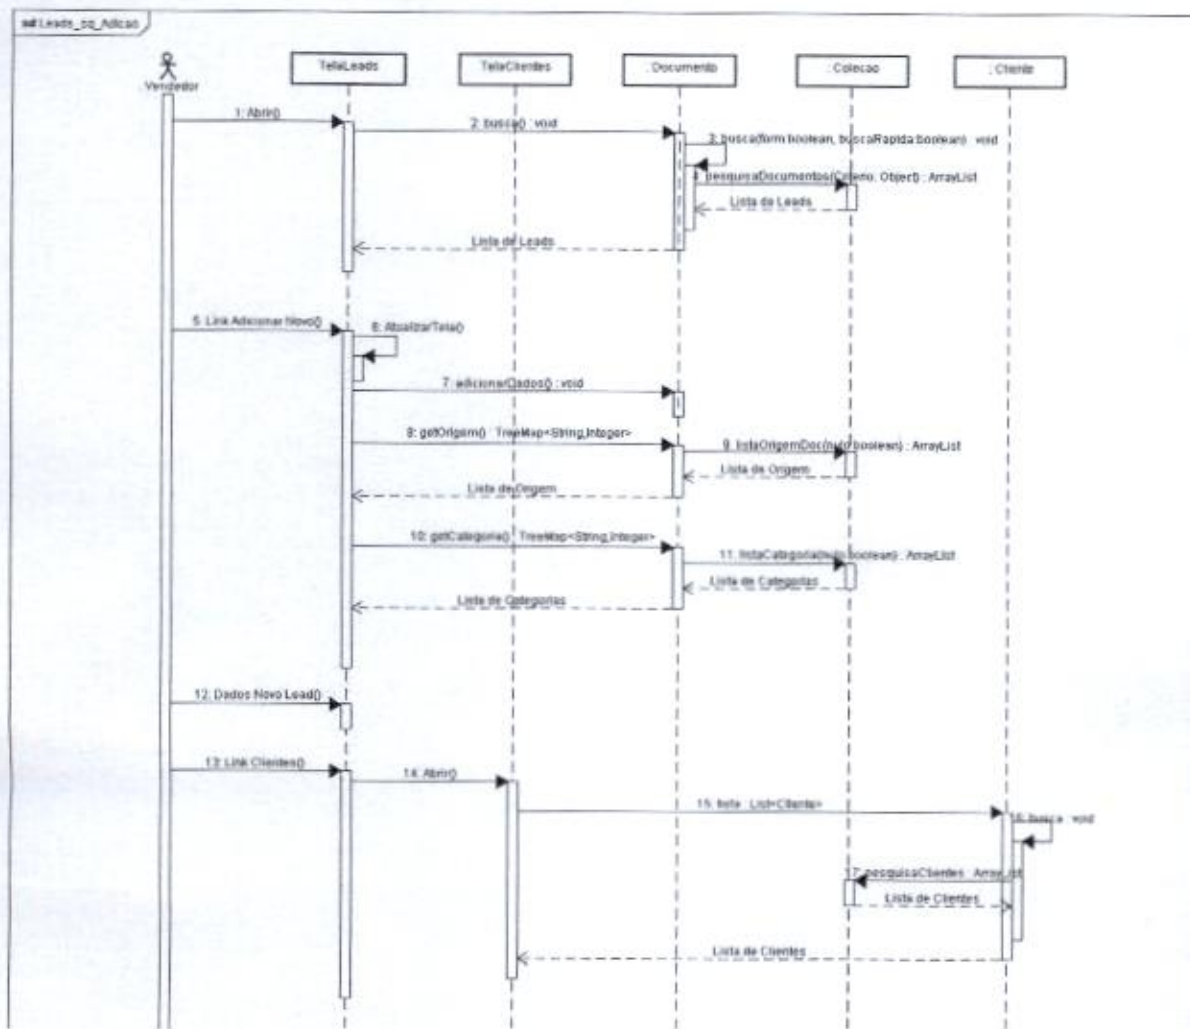 sd Leads_sq_Adicao
: Vendedor
TelaLeads
TelaClientes
: Documento
: Colecao
: Cliente
1: Abrir()
2: busca() : void
3: busca(form:boolean, buscaRapida:boolean) : void
4: pesquisaDocumentos(Criterio: Object) : ArrayList
Lista de Leads
Lista de Leads
5: Link Adicionar Novo()
6: AtualizarTela()
7: adicionarDados() : void
8: getOrigem() : TreeMap<String,Integer>
9: listaOrigemDoc(nulo:boolean) : ArrayList
Lista de Origem
Lista de Origem
10: getCategoria() : TreeMap<String,Integer>
11: listaCategoria(nulo:boolean) : ArrayList
Lista de Categorias
Lista de Categorias
12: Dados Novo Lead()
13: Link Clientes()
14: Abrir()
15: lista : List<Cliente>
16: busca : void
17: pesquisaClientes : ArrayList
Lista de Clientes
Lista de Clientes